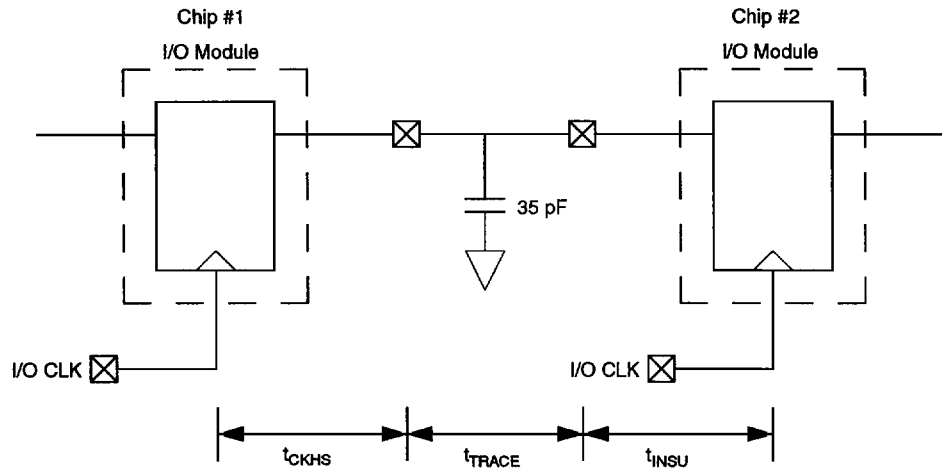 Chip #1
I/O Module
Chip #2
I/O Module
35 pF
I/O CLK
I/O CLK
tCKHS
tTRACE
tINSU